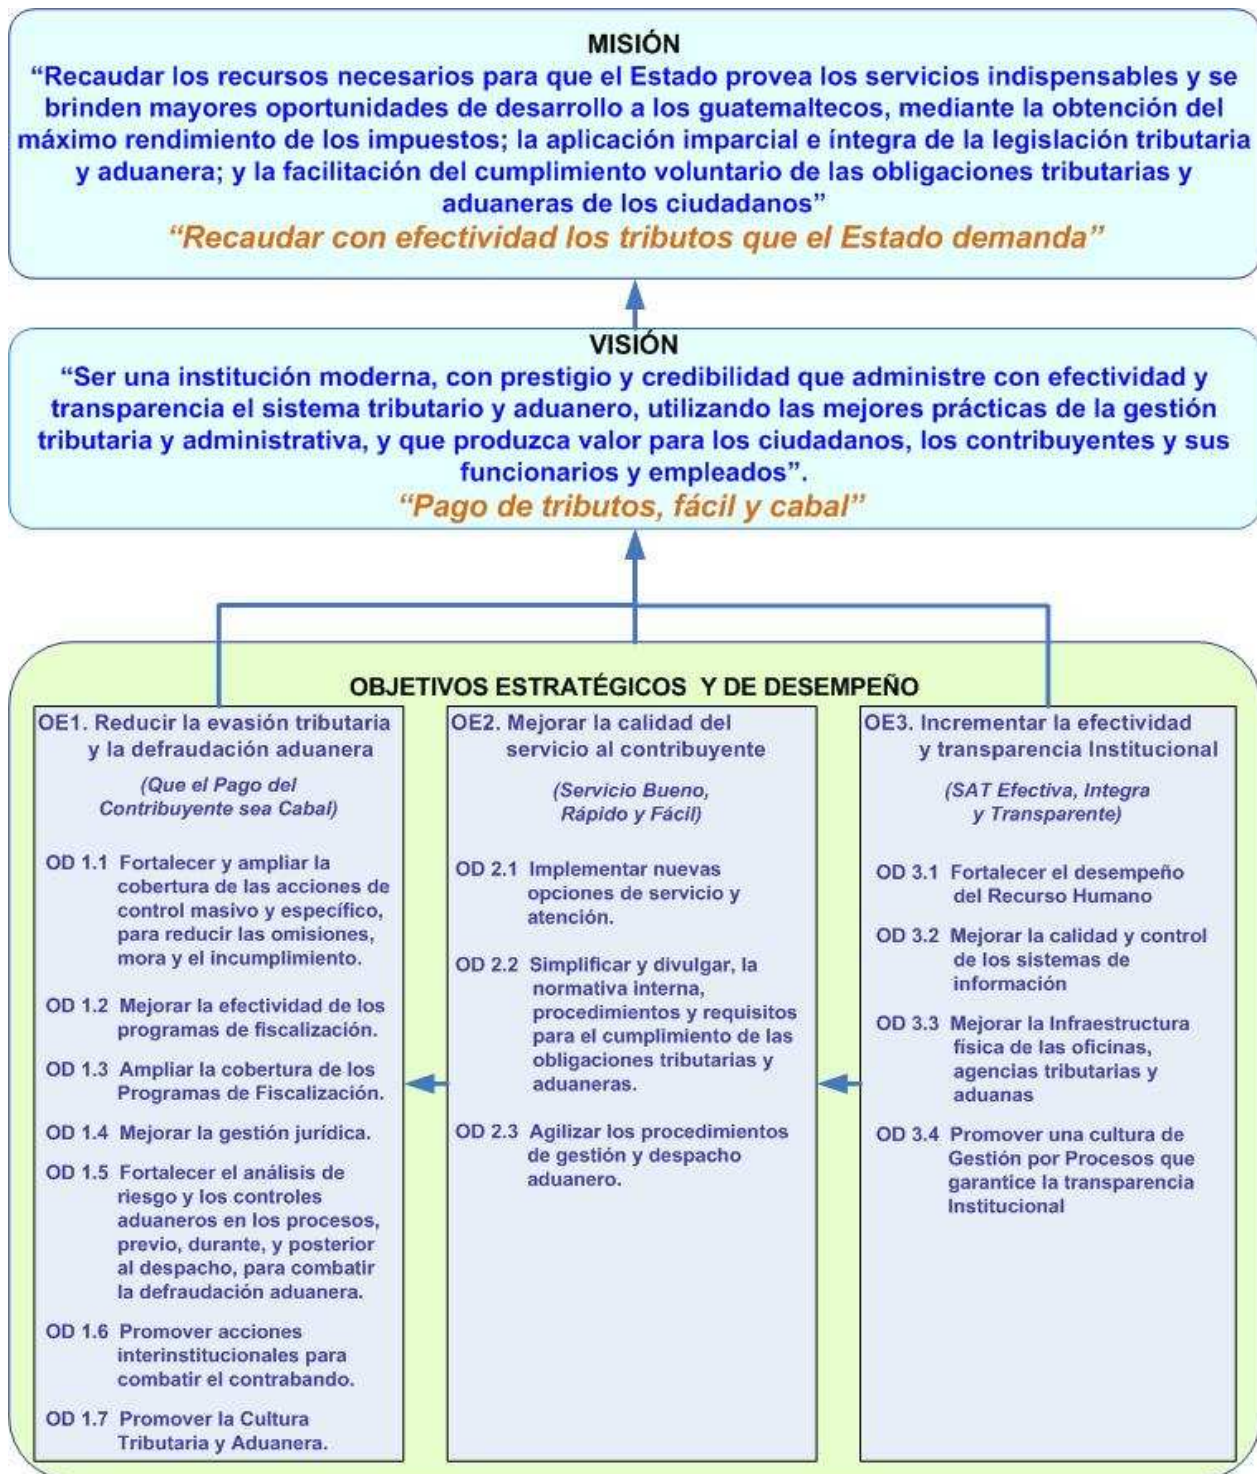 MISIÓN
“Recaudar los recursos necesarios para que el Estado provea los servicios indispensables y se
brinden mayores oportunidades de desarrollo a los guatemaltecos, mediante la obtención del
máximo rendimiento de los impuestos; la aplicación imparcial e íntegra de la legislación tributaria
y aduanera; y la facilitación del cumplimiento voluntario de las obligaciones tributarias y
aduaneras de los ciudadanos”
“Recaudar con efectividad los tributos que el Estado demanda”
VISIÓN
“Ser una institución moderna, con prestigio y credibilidad que administre con efectividad y
transparencia el sistema tributario y aduanero, utilizando las mejores prácticas de la gestión
tributaria y administrativa, y que produzca valor para los ciudadanos, los contribuyentes y sus
funcionarios y empleados”.
“Pago de tributos, fácil y cabal”
OBJETIVOS ESTRATÉGICOS Y DE DESEMPEÑO
OE1. Reducir la evasión tributaria
y la defraudación aduanera
(Que el Pago del
Contribuyente sea Cabal)
OD 1.1 Fortalecer y ampliar la
cobertura de las acciones de
control masivo y específico,
para reducir las omisiones,
mora y el incumplimiento.
OD 1.2 Mejorar la efectividad de los
programas de fiscalización.
OD 1.3 Ampliar la cobertura de los
Programas de Fiscalización.
OD 1.4 Mejorar la gestión jurídica.
OD 1.5 Fortalecer el análisis de
riesgo y los controles
aduaneros en los procesos,
previo, durante, y posterior
al despacho, para combatir
la defraudación aduanera.
OD 1.6 Promover acciones
interinstitucionales para
combatir el contrabando.
OD 1.7 Promover la Cultura
Tributaria y Aduanera.
OE2. Mejorar la calidad del
servicio al contribuyente
(Servicio Bueno,
Rápido y Fácil)
OD 2.1 Implementar nuevas
opciones de servicio y
atención.
OD 2.2 Simplificar y divulgar, la
normativa interna,
procedimientos y requisitos
para el cumplimiento de las
obligaciones tributarias y
aduaneras.
OD 2.3 Agilizar los procedimientos
de gestión y despacho
aduanero.
OE3. Incrementar la efectividad
y transparencia Institucional
(SAT Efectiva, Integra
y Transparente)
OD 3.1 Fortalecer el desempeño
del Recurso Humano
OD 3.2 Mejorar la calidad y control
de los sistemas de
información
OD 3.3 Mejorar la Infraestructura
física de las oficinas,
agencias tributarias y
aduanas
OD 3.4 Promover una cultura de
Gestión por Procesos que
garantice la transparencia
Institucional